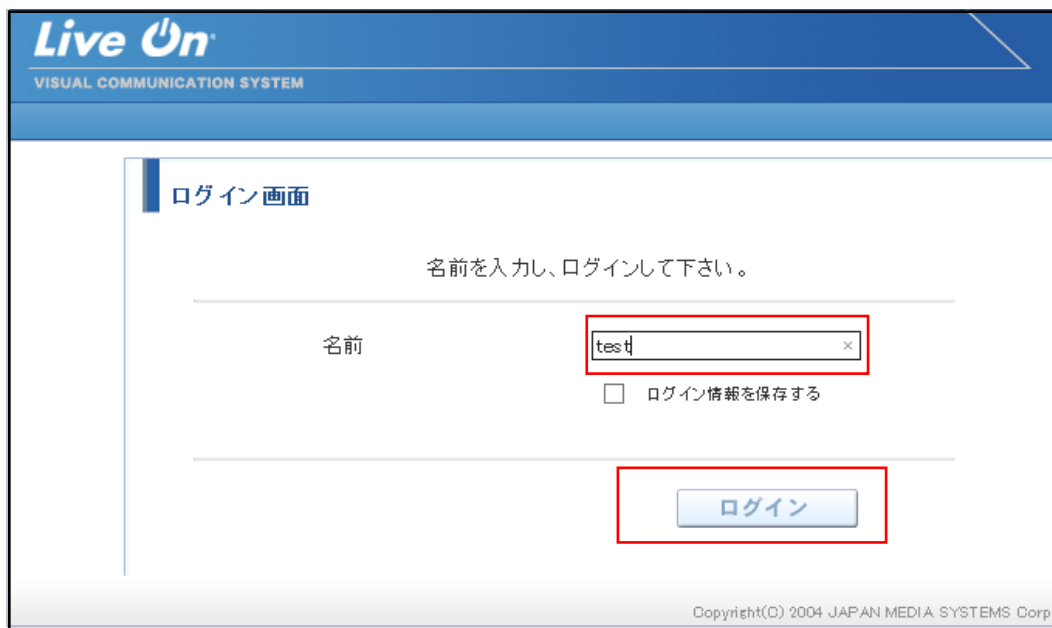 Live On
VISUAL COMMUNICATION SYSTEM
ログイン画面
名前を入力し、ログインして下さい。
名前
test ×
ログイン情報を保存する
ログイン
Copyright(C) 2004 JAPAN MEDIA SYSTEMS Corp